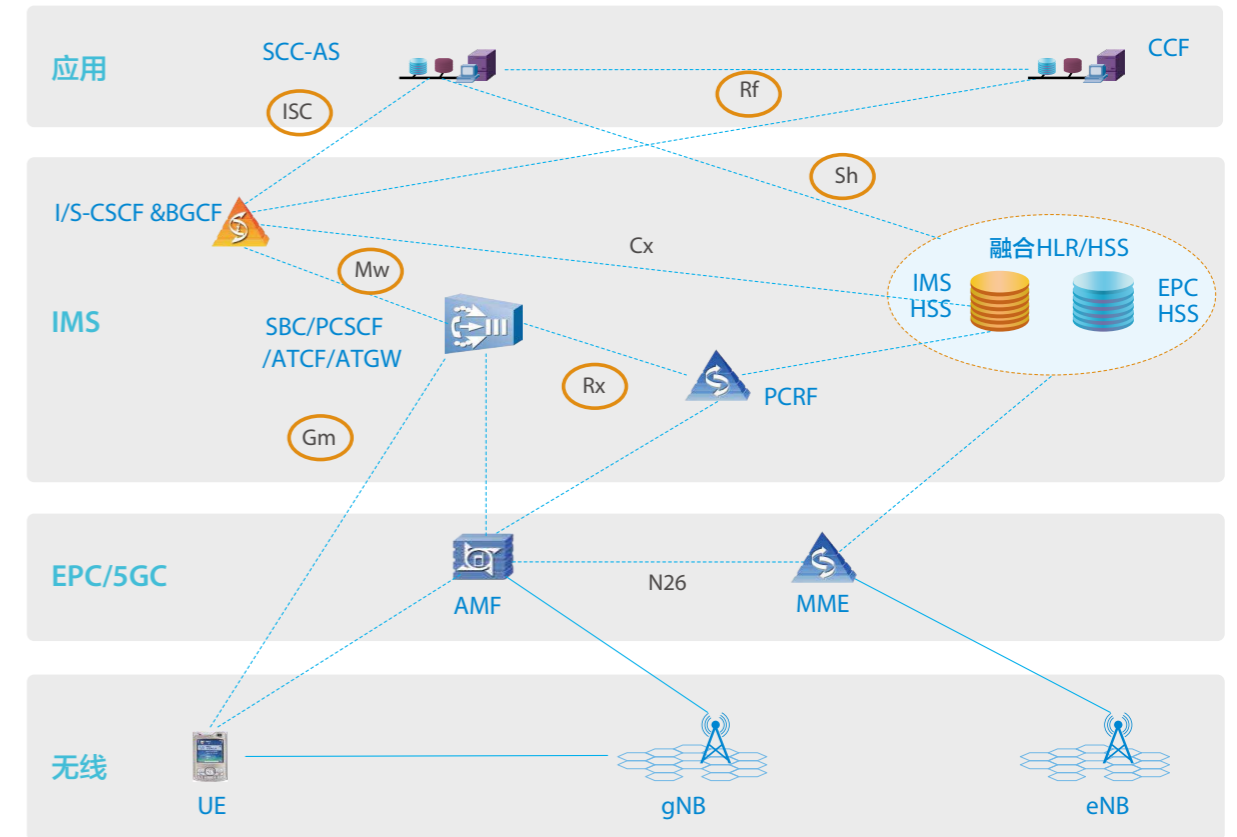 应用
SCC-AS
CCF
ISC
Rf
Sh
I/S-CSCF &BGCF
Mw
Cx
融合HLR/HSS
IMS
HSS
EPC
HSS
IMS
SBC/PCSCF
/ATCF/ATGW
Rx
PCRF
Gm
EPC/5GC
AMF
N26
MME
无线
UE
gNB
eNB